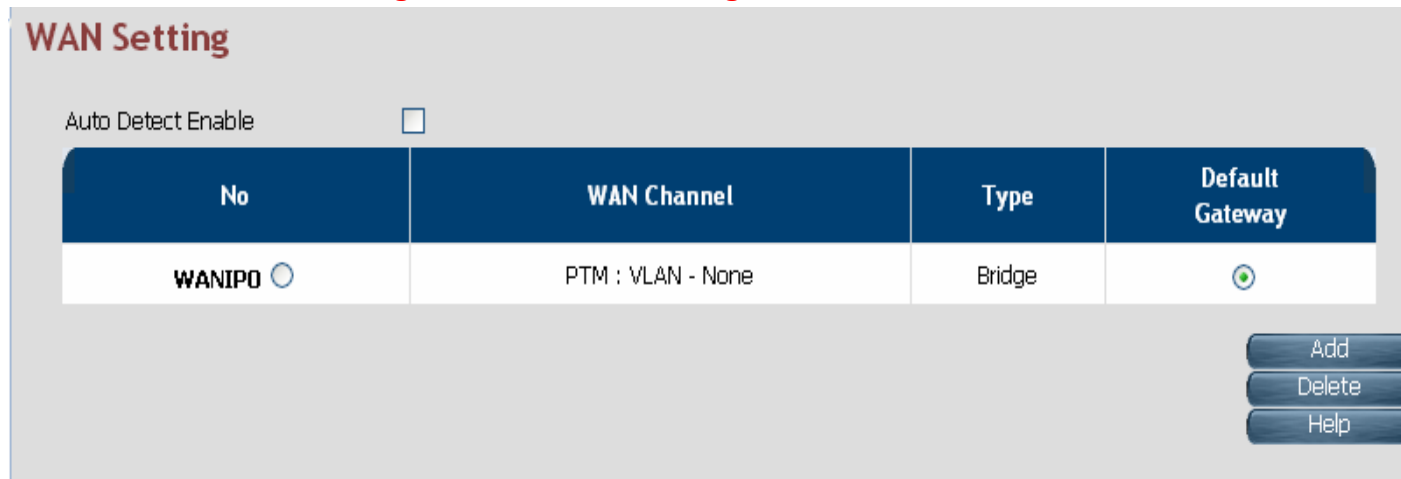 WAN Setting
Auto Detect Enable
No WAN Channel Type Default Gateway
WANIP0 PTM : VLAN - None Bridge
Add
Delete
Help